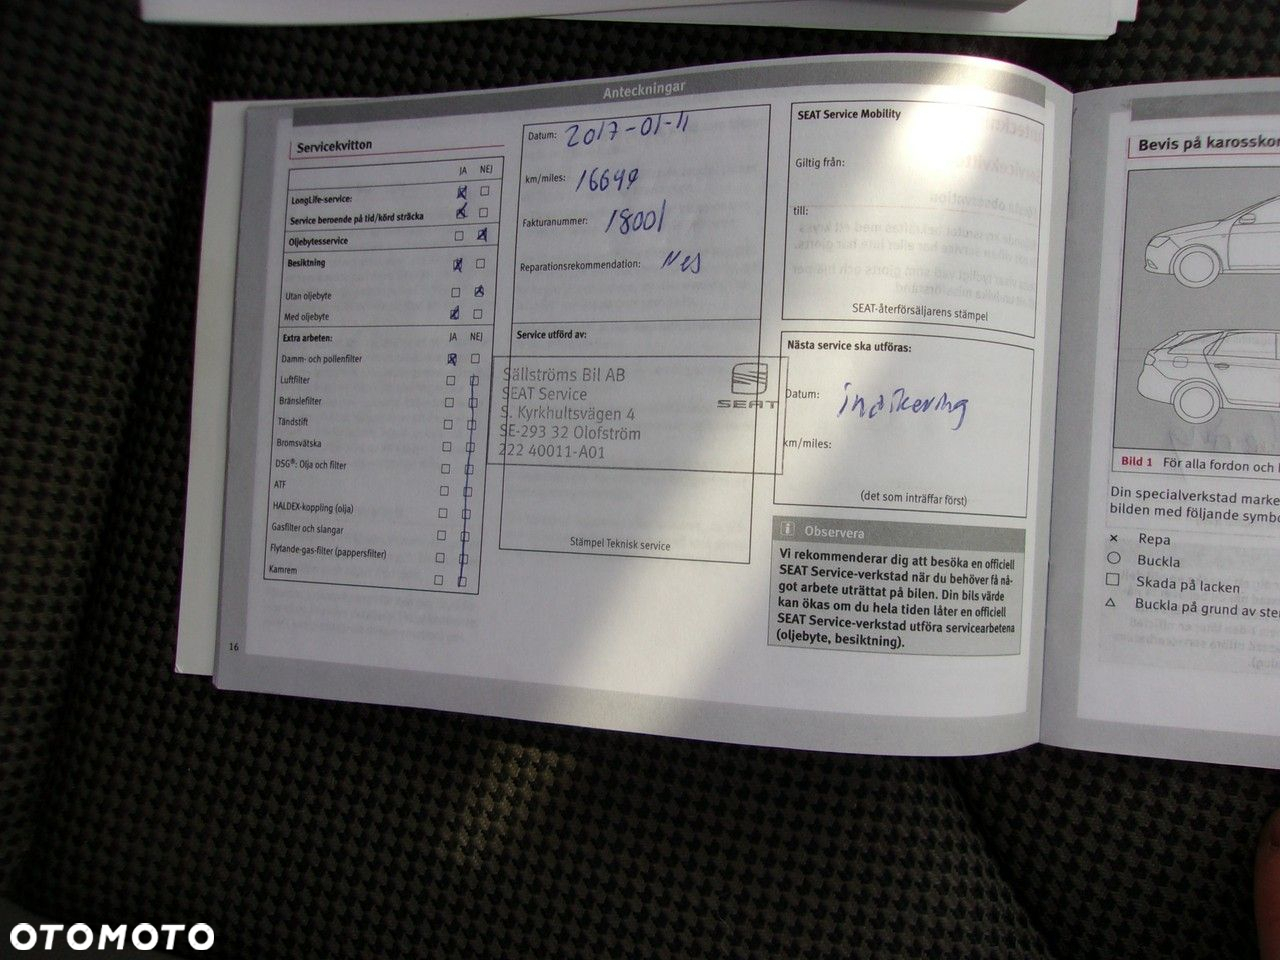 Anteckningar
Servicekvitton
JA NEJ
LongLife-service:
Service beroende på tid/körd sträcka
Oljebytesservice
Besiktning
Utan oljebyte
Med oljebyte
Extra arbeten: JA NEJ
Damm- och pollenfilter
Luftfilter
Bränslefilter
Tändstift
Bromsvätska
DSG®: Olja och filter
ATF
HALDEX-koppling (olja)
Gasfilter och slangar
Flytande-gas-filter (pappersfilter)
Kamrem
16
Datum: 2017-01-11
km/miles: 16649
Fakturanummer: 18001
Reparationsrekommendation:
Service utförd av:
Sällströms Bil AB
SEAT Service
S. Kyrkhultsvägen 4
SE-293 32 Olofström
222 40011-A01
SEAT
Stämpel Teknisk service
SEAT Service Mobility
Giltig från:
till:
SEAT-återförsäljarens stämpel
Nästa service ska utföras:
Datum: indikering
km/miles:
(det som inträffar först)
i Observera
Vi rekommenderar dig att besöka en officiell
SEAT Service-verkstad när du behöver få nå-
got arbete uträttat på bilen. Din bils värde
kan ökas om du hela tiden låter en officiell
SEAT Service-verkstad utföra servicearbetena
(oljebyte, besiktning).
Bevis på karosskor
Bild 1 För alla fordon och
Din specialverkstad marke
bilden med följande symbo
Repa
Buckla
Skada på lacken
Buckla på grund av ste
OTOMOTO